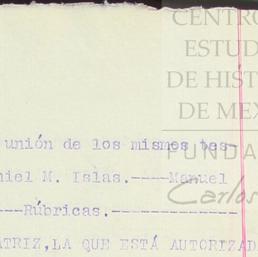 CENTRO
ESTUD
DE HIST
DE MEX
FUNDA
Carlos
unión de los mismos tes-
niel M. Islas.----Manuel
---Rúbricas.-------------
ATRIZ,LA QUE ESTÁ AUTORIZAD